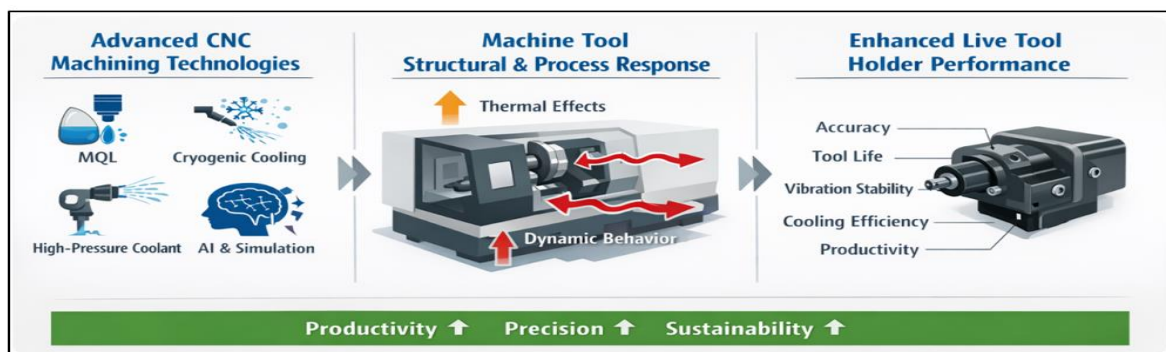 Advanced CNC
Machining Technologies
MQL
Cryogenic Cooling
High-Pressure Coolant
AI & Simulation
Machine Tool
Structural & Process Response
Thermal Effects
Dynamic Behavior
Enhanced Live Tool
Holder Performance
Accuracy
Tool Life
Vibration Stability
Cooling Efficiency
Productivity
Productivity ↑ Precision ↑ Sustainability ↑